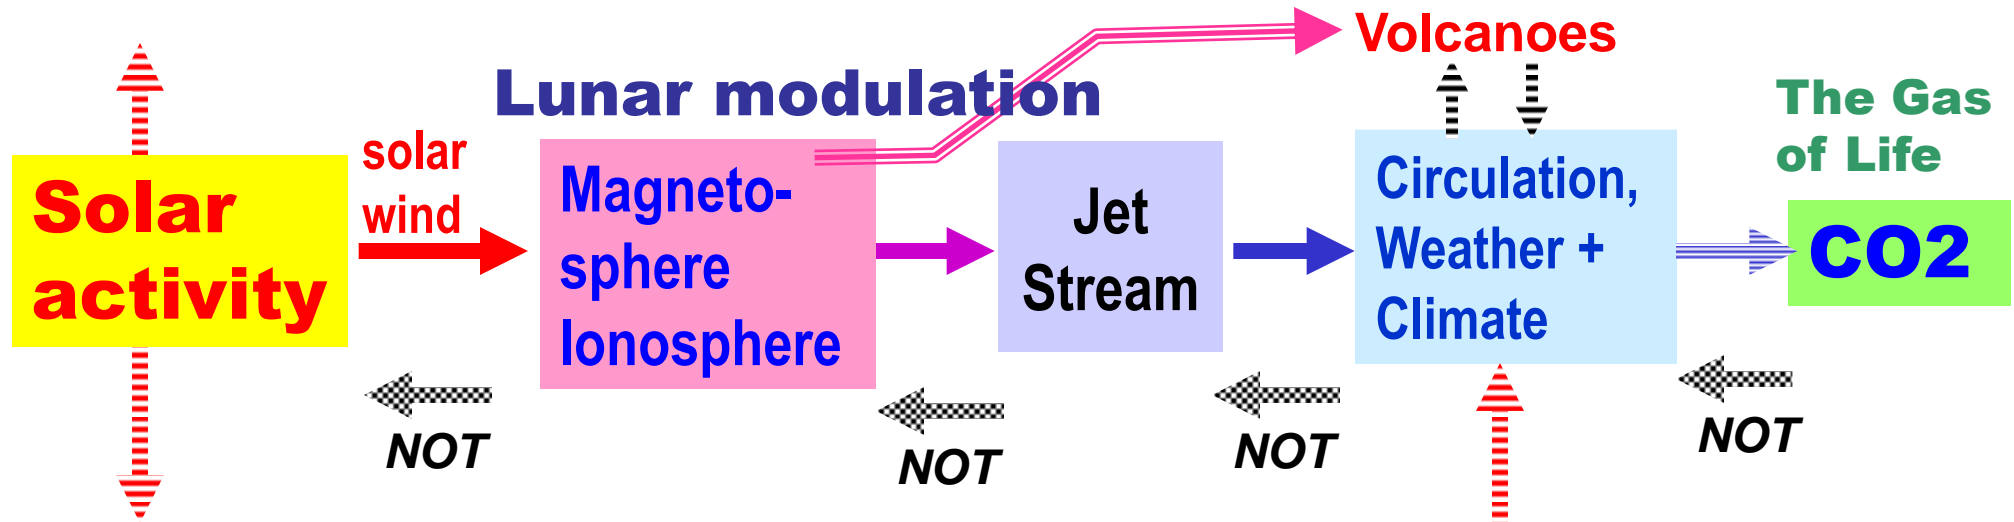 Volcanoes
Lunar modulation
The Gas
of Life
solar
wind
Solar
activity
Magneto-
sphere
Ionosphere
Jet
Stream
Circulation,
Weather +
Climate
CO2
NOT
NOT
NOT
NOT